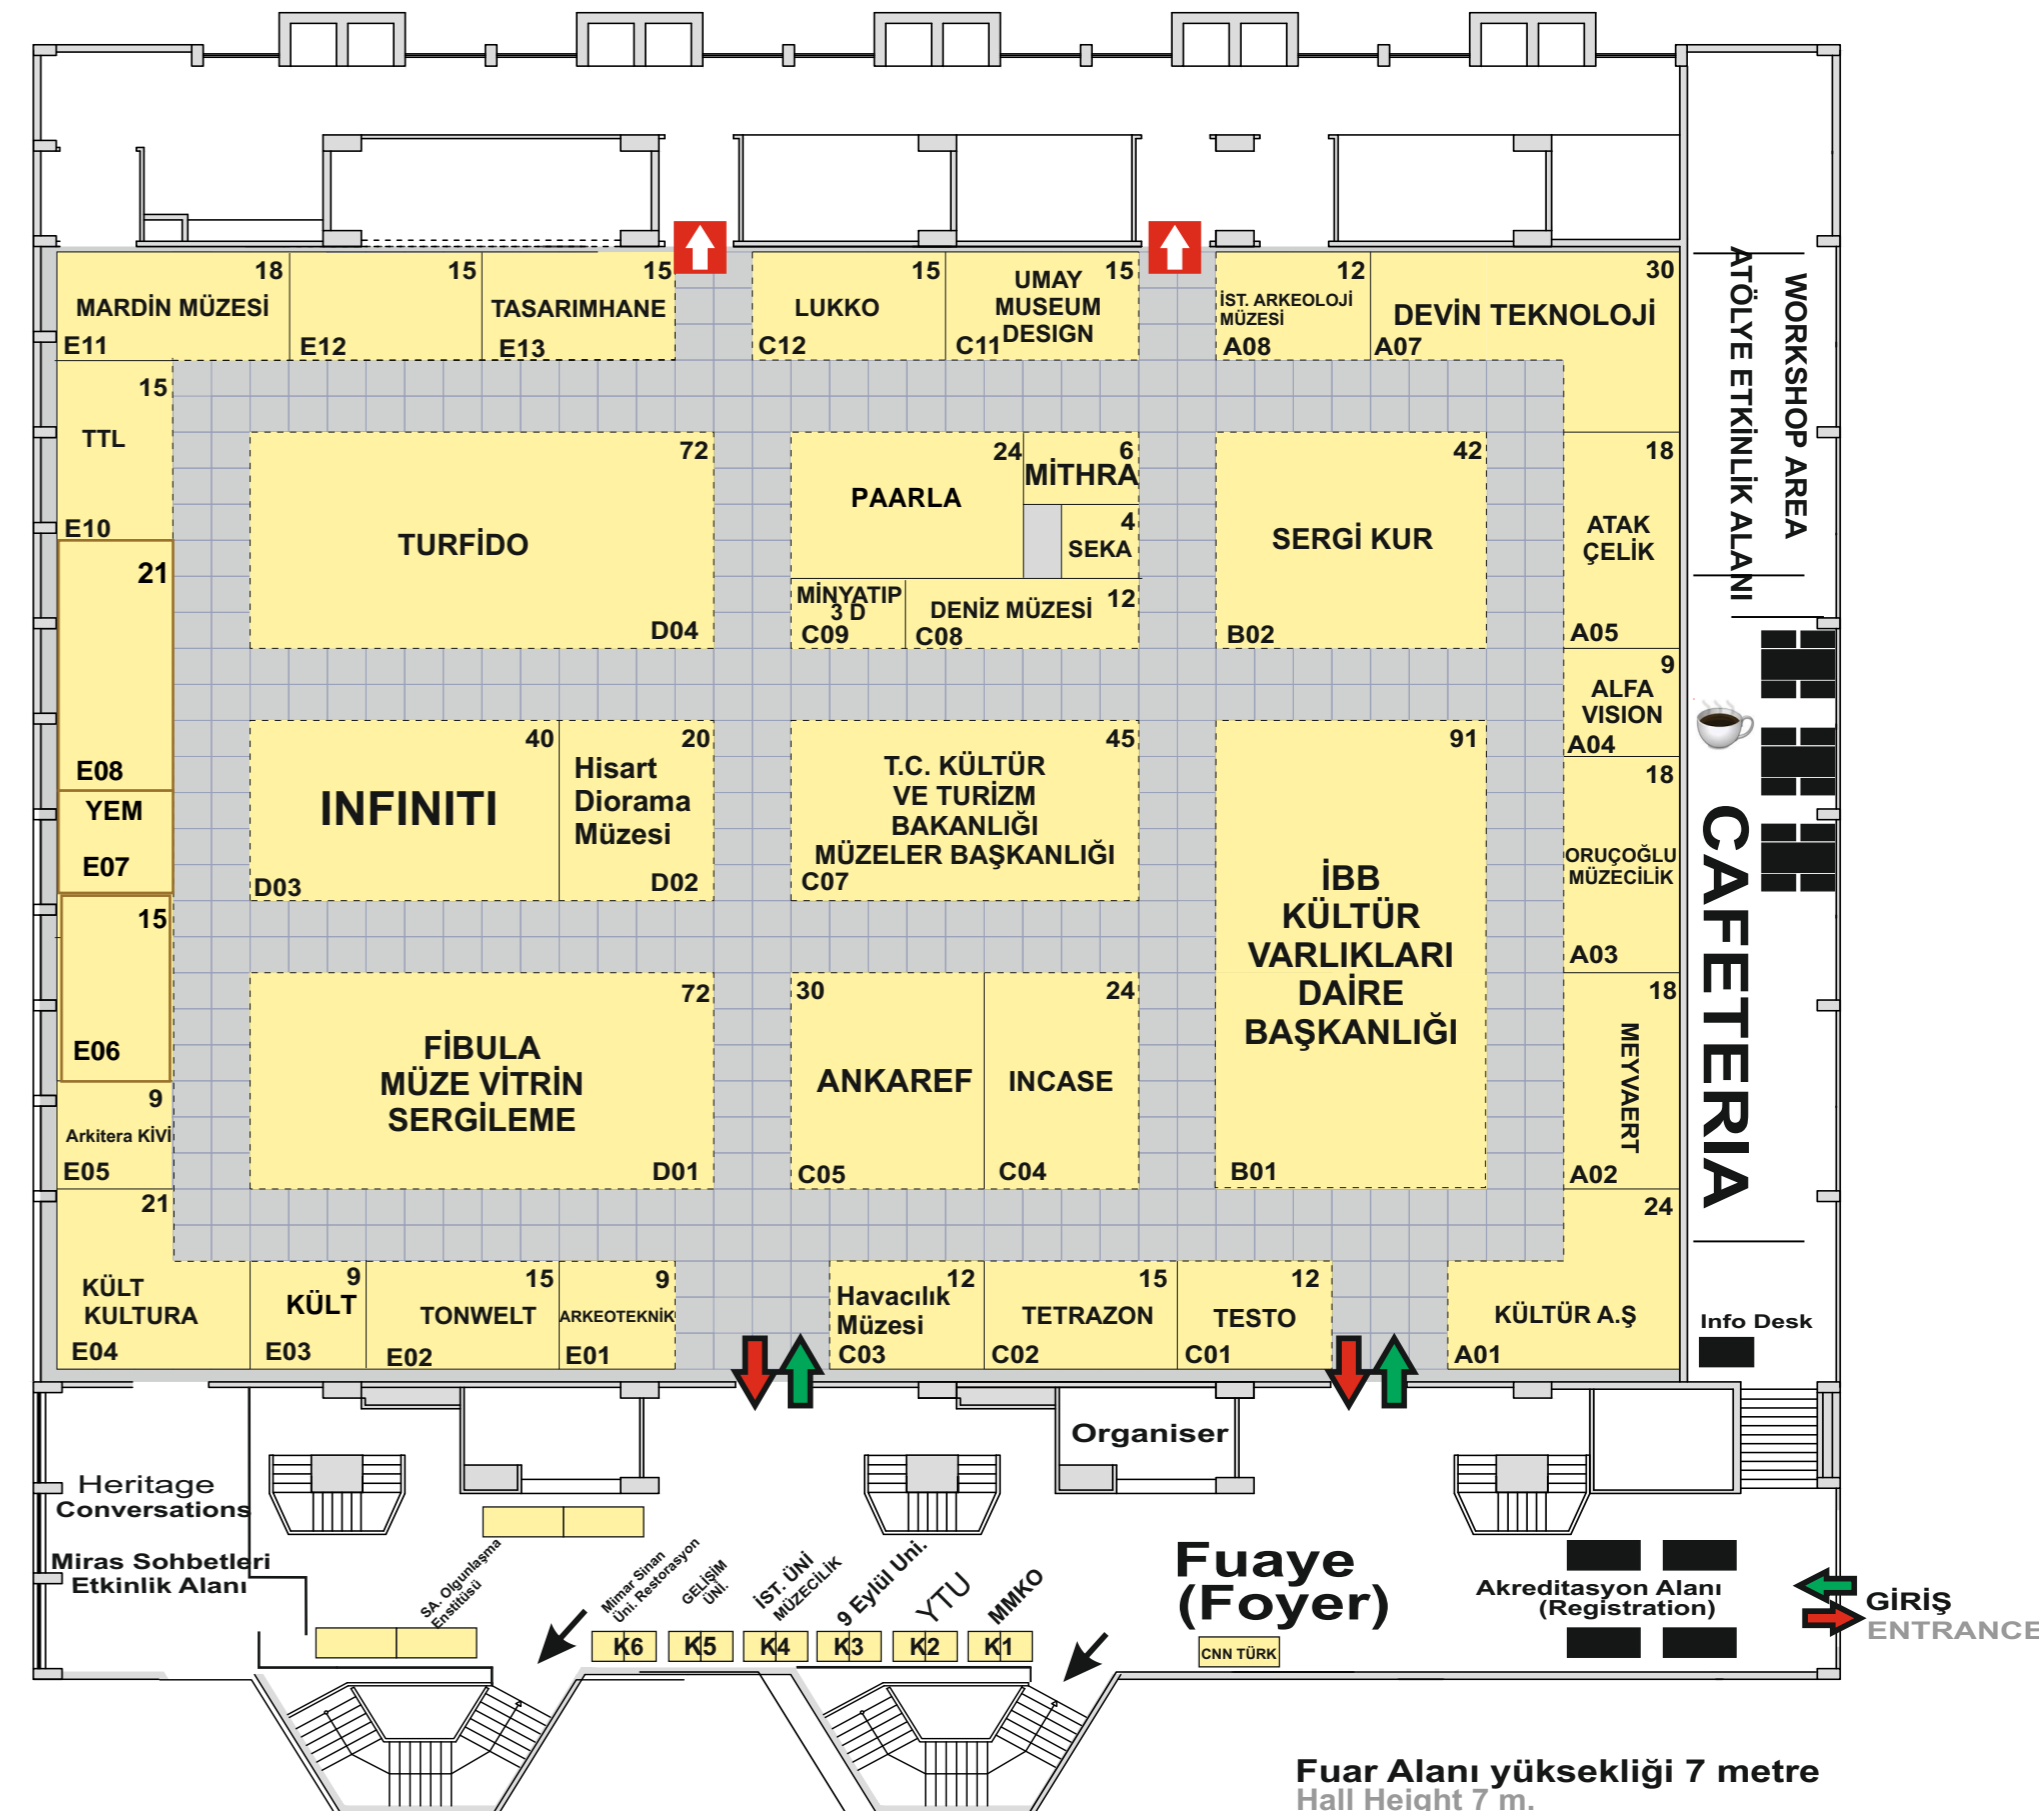 18
MARDİN MÜZESİ
E11
15
E12
15
TASARIMHANE
E13
15
LUKKO
C12
15
UMAY
MUSEUM
DESIGN
C11
12
İST. ARKEOLOJİ
MÜZESİ
A08
30
DEVİN TEKNOLOJİ
A07
ATÖLYE ETKİNLİK ALANI
WORKSHOP AREA
15
TTL
E10
72
TURFİDO
D04
24
PAARLA
6
MİTHRA
4
SEKA
MİNYATIP
3 D
C09
12
DENİZ MÜZESİ
C08
42
SERGİ KUR
B02
18
ATAK
ÇELİK
A05
21
E08
YEM
E07
9
ALFA
VISION
A04
40
INFINITI
D03
20
Hisart
Diorama
Müzesi
D02
45
T.C. KÜLTÜR
VE TURİZM
BAKANLIĞI
MÜZELER BAŞKANLIĞI
C07
91
İBB
KÜLTÜR
VARLIKLARI
DAİRE
BAŞKANLIĞI
B01
18
ORUÇOĞLU
MÜZECİLİK
A03
CAFETERIA
15
E06
72
FİBULA
MÜZE VİTRİN
SERGİLEME
D01
30
ANKAREF
C05
24
INCASE
C04
18
MEYVAERT
A02
9
Arkitera KİVİ
E05
21
KÜLT
KULTURA
E04
9
KÜLT
E03
15
TONWELT
E02
9
ARKEOTEKNİK
E01
12
Havacılık
Müzesi
C03
15
TETRAZON
C02
12
TESTO
C01
24
KÜLTÜR A.Ş
A01
Info Desk
Organiser
Heritage
Conversations
Miras Sohbetleri
Etkinlik Alanı
SA. Olgunlaşma
Enstitüsü
Mimar Sinan
Üni. Restorasyon
GELİŞİM
ÜNİ.
İST. ÜNİ
MÜZECİLİK
9 Eylül Uni.
YTU
MMKO
K6
K5
K4
K3
K2
K1
Fuaye
(Foyer)
CNN TÜRK
Akreditasyon Alanı
(Registration)
GİRİŞ
ENTRANCE
Fuar Alanı yüksekliği 7 metre
Hall Height 7 m.